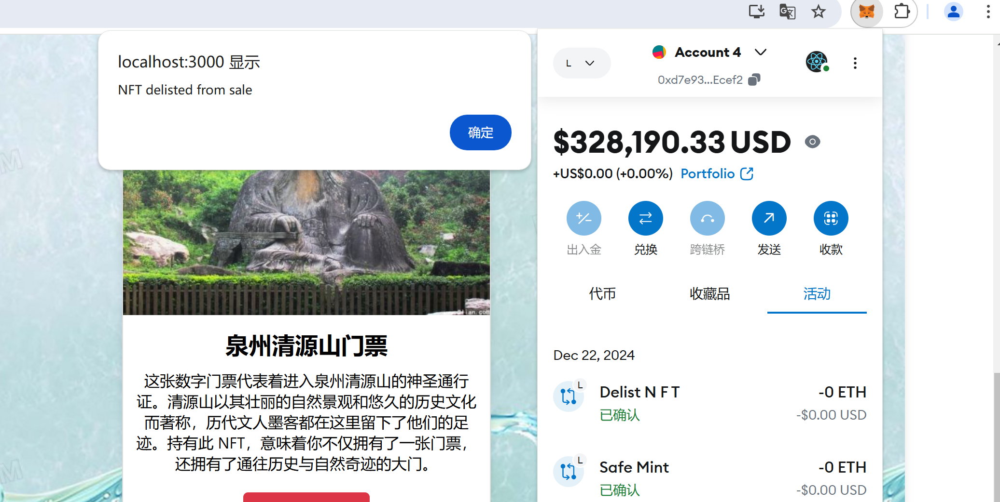 localhost:3000 显示
NFT delisted from sale
确定
泉州清源山门票
这张数字门票代表着进入泉州清源山的神圣通行
证。清源山以其壮丽的自然景观和悠久的历史文化
而著称，历代文人墨客都在这里留下了他们的足
迹。持有此 NFT，意味着你不仅拥有了一张门票，
还拥有了通往历史与自然奇迹的大门。
L
Account 4
0xd7e93...Ecef2
$328,190.33 USD
+US$0.00 (+0.00%) Portfolio
出入金 兑换 跨链桥 发送 收款
代币 收藏品 活动
Dec 22, 2024
L
Delist N F T -0 ETH
已确认 -$0.00 USD
L
Safe Mint -0 ETH
已确认 -$0.00 USD